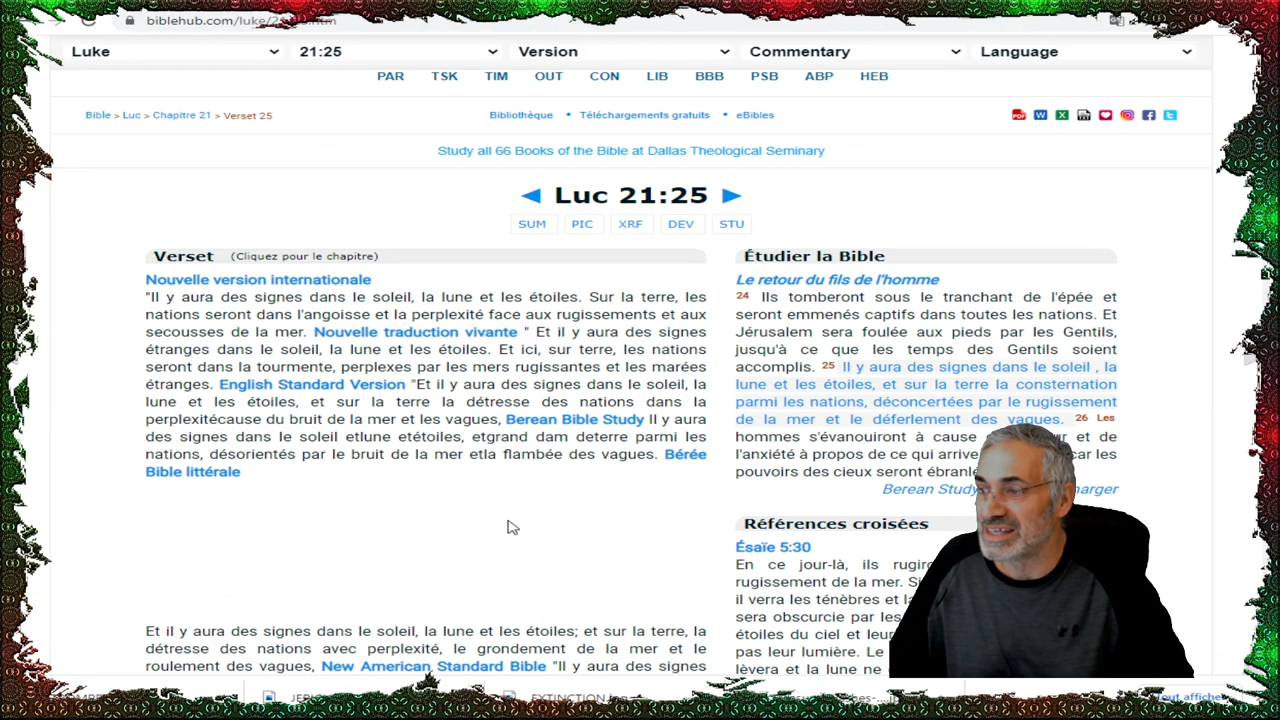 biblehub.com/luke/2
Luke 21:25 Version Commentary Language
PAR TSK TIM OUT CON LIB BBB PSB ABP HEB
Bible > Luc > Chapitre 21 > Verset 25 Bibliothèque • Téléchargements gratuits • eBibles
Study all 66 Books of the Bible at Dallas Theological Seminary
◄ Luc 21:25 ►
SUM PIC XRF DEV STU
Verset (Cliquez pour le chapitre)
Nouvelle version internationale
"Il y aura des signes dans le soleil, la lune et les étoiles. Sur la terre, les
nations seront dans l'angoisse et la perplexité face aux rugissements et aux
secousses de la mer. Nouvelle traduction vivante " Et il y aura des signes
étranges dans le soleil, la lune et les étoiles. Et ici, sur terre, les nations
seront dans la tourmente, perplexes par les mers rugissantes et les marées
étranges. English Standard Version "Et il y aura des signes dans le soleil, la
lune et les étoiles, et sur la terre la détresse des nations dans la
perplexitécause du bruit de la mer et les vagues, Berean Bible Study Il y aura
des signes dans le soleil etlune etétoiles, etgrand dam deterre parmi les
nations, désorientés par le bruit de la mer etla flambée des vagues. Bérée
Bible littérale
Et il y aura des signes dans le soleil, la lune et les étoiles; et sur la terre, la
détresse des nations avec perplexité, le grondement de la mer et le
roulement des vagues, New American Standard Bible "Il y aura des signes
Étudier la Bible
Le retour du fils de l'homme
24 Ils tomberont sous le tranchant de l'épée et
seront emmenés captifs dans toutes les nations. Et
Jérusalem sera foulée aux pieds par les Gentils,
jusqu'à ce que les temps des Gentils soient
accomplis. 25 Il y aura des signes dans le soleil , la
lune et les étoiles, et sur la terre la consternation
parmi les nations, déconcertées par le rugissement
de la mer et le déferlement des vagues. 26 Les
hommes s'évanouiront à cause et de
l'anxiété à propos de ce qui arrive car les
pouvoirs des cieux seront
Berean Study
Références croisées
Ésaïe 5:30
En ce jour-là, ils
rugissement de la mer.
il verra les ténèbres et
sera obscurcie par les
étoiles du ciel et leur
pas leur lumière. Le
lèvera et la lune ne
EXTINCTION